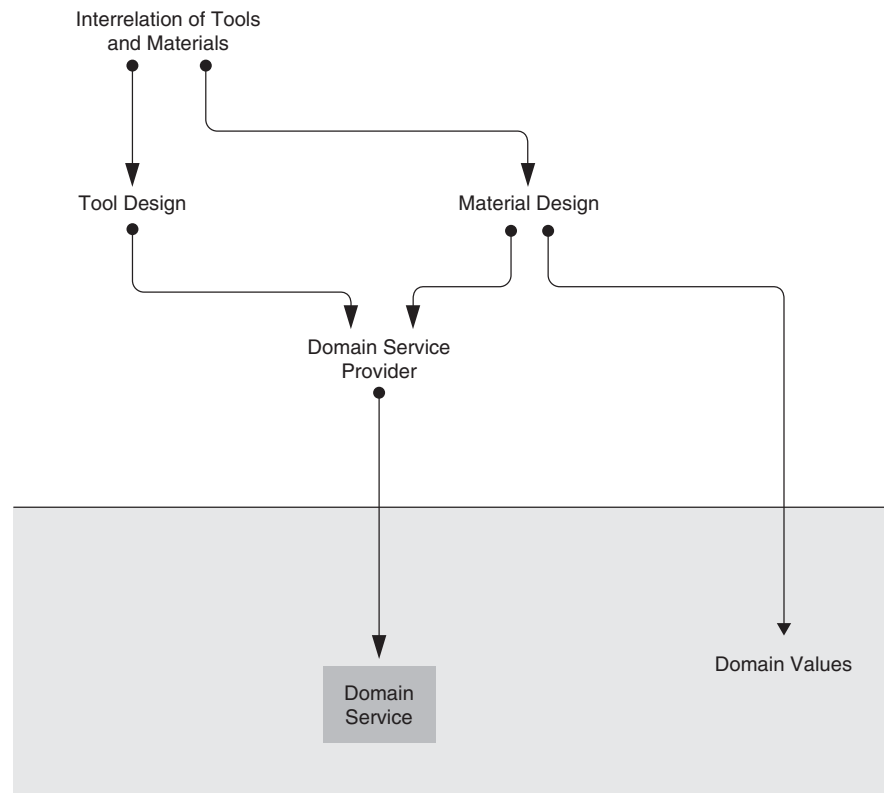 Interrelation of Tools
and Materials
Tool Design
Material Design
Domain Service
Provider
Domain Values
Domain
Service